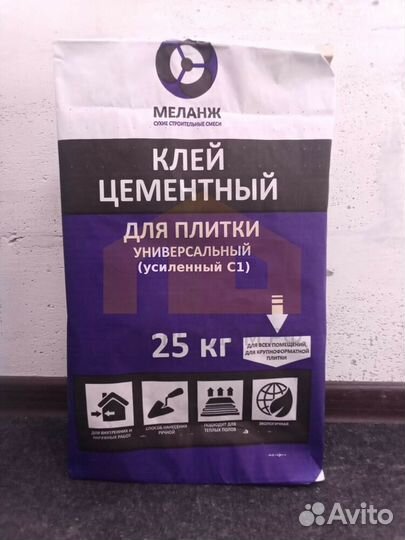 МЕЛАНЖ
СУХИЕ СТРОИТЕЛЬНЫЕ СМЕСИ
КЛЕЙ
ЦЕМЕНТНЫЙ
ДЛЯ ПЛИТКИ
УНИВЕРСАЛЬНЫЙ
(усиленный С1)
25 кг
ДЛЯ ВСЕХ ПОМЕЩЕНИЙ,
ДЛЯ КРУПНОФОРМАТНОЙ
ПЛИТКИ
ДЛЯ ВНУТРЕННИХ И
НАРУЖНЫХ РАБОТ
СПОСОБ НАНЕСЕНИЯ
РУЧНОЙ
ПОДХОДИТ ДЛЯ
ТЕПЛЫХ ПОЛОВ
ЭКОЛОГИЧНАЯ
Avito